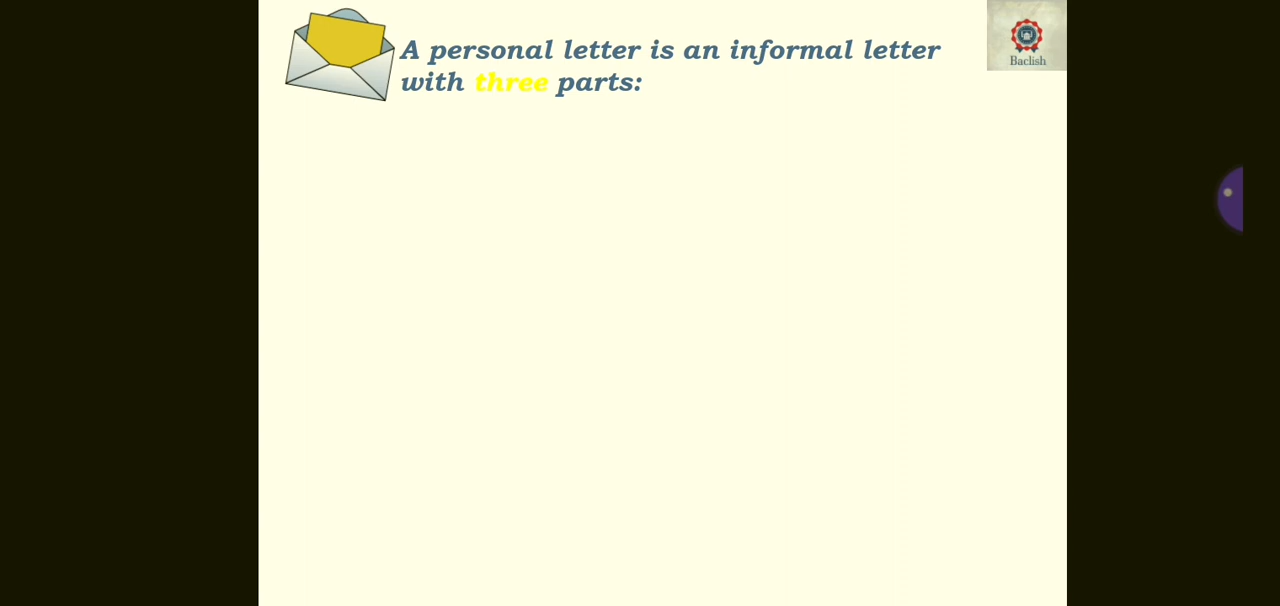 A personal letter is an informal letter
with three parts:
Baclish